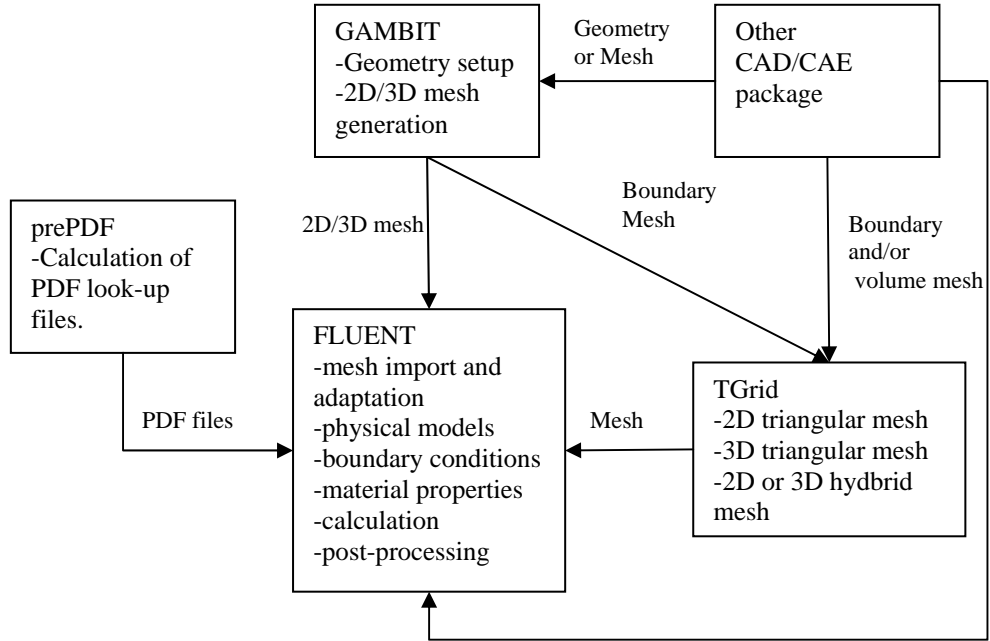 GAMBIT
-Geometry setup
-2D/3D mesh
generation
Geometry
or Mesh
Other
CAD/CAE
package
prePDF
-Calculation of
PDF look-up
files.
2D/3D mesh
Boundary
Mesh
Boundary
and/or
volume mesh
FLUENT
-mesh import and
adaptation
-physical models
-boundary conditions
-material properties
-calculation
-post-processing
PDF files
Mesh
TGrid
-2D triangular mesh
-3D triangular mesh
-2D or 3D hydbrid
mesh